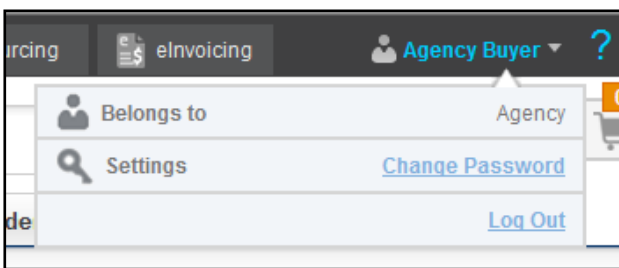 urcing eInvoicing Agency Buyer ?
Belongs to Agency
Settings Change Password
de Log Out